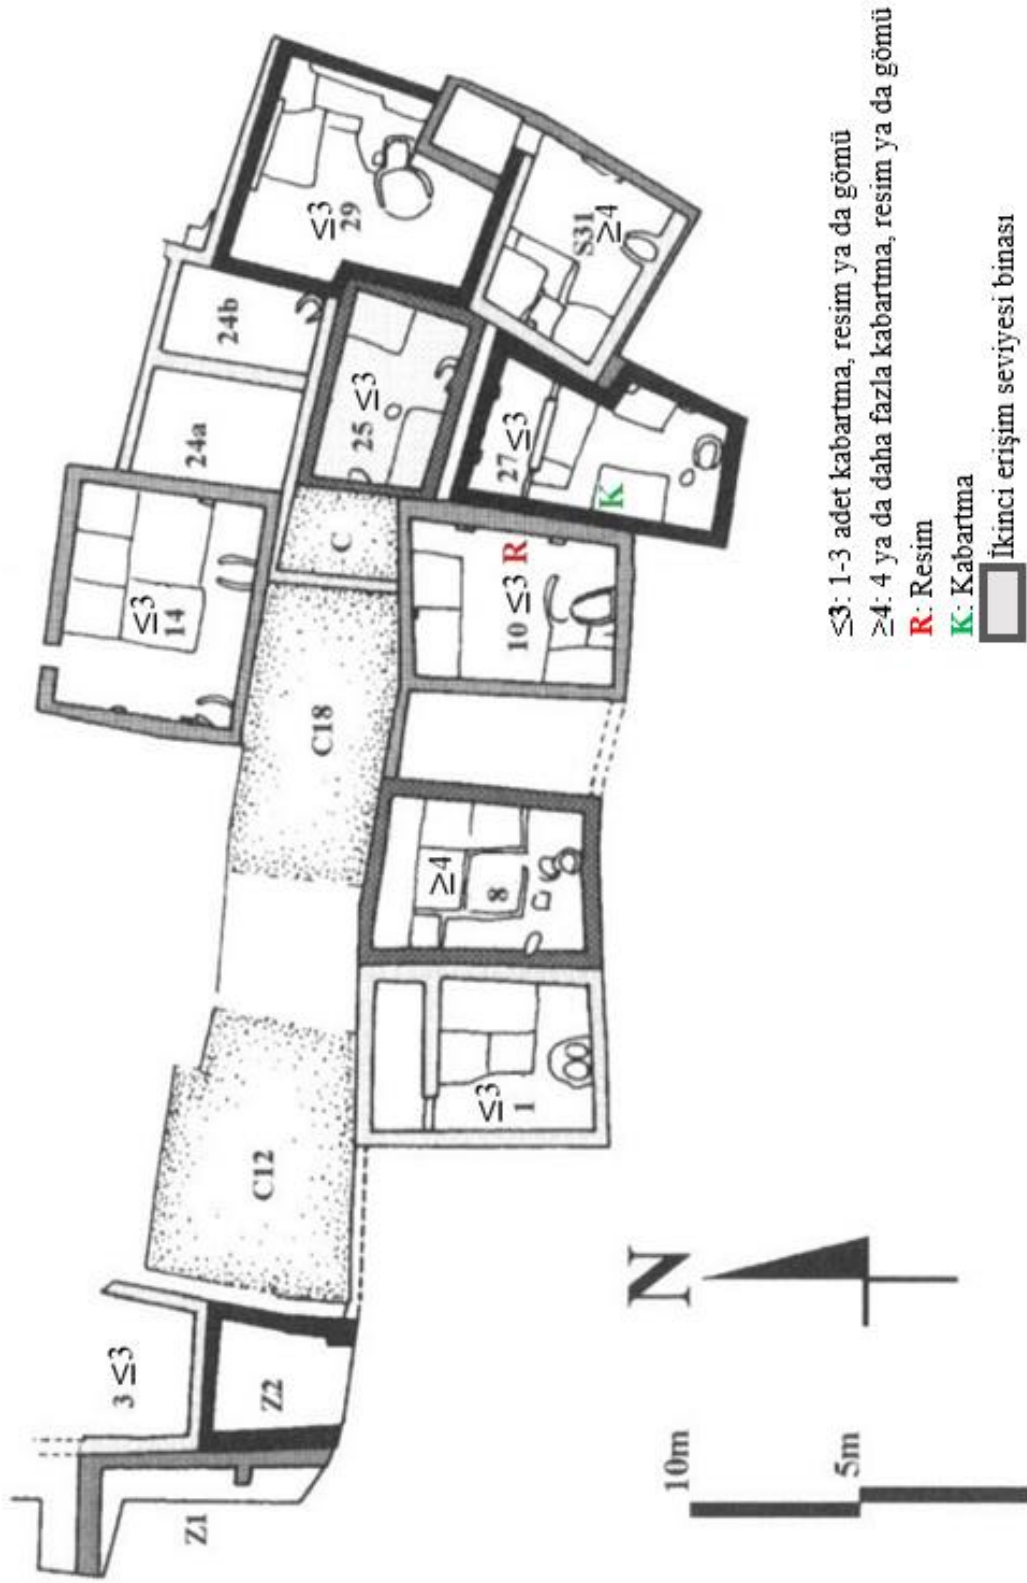 Z1
3 ≤3
Z2
C12
≤3
1
≥4
8
C18
≤3
14
10 ≤3
R
C
24a
24b
25 ≤3
27 ≤3
K
≤3
29
S31
≥4
N
10m
5m
≤3: 1-3 adet kabartma, resim ya da gömü
≥4: 4 ya da daha fazla kabartma, resim ya da gömü
R: Resim
K: Kabartma
İkinci erişim seviyesi binası